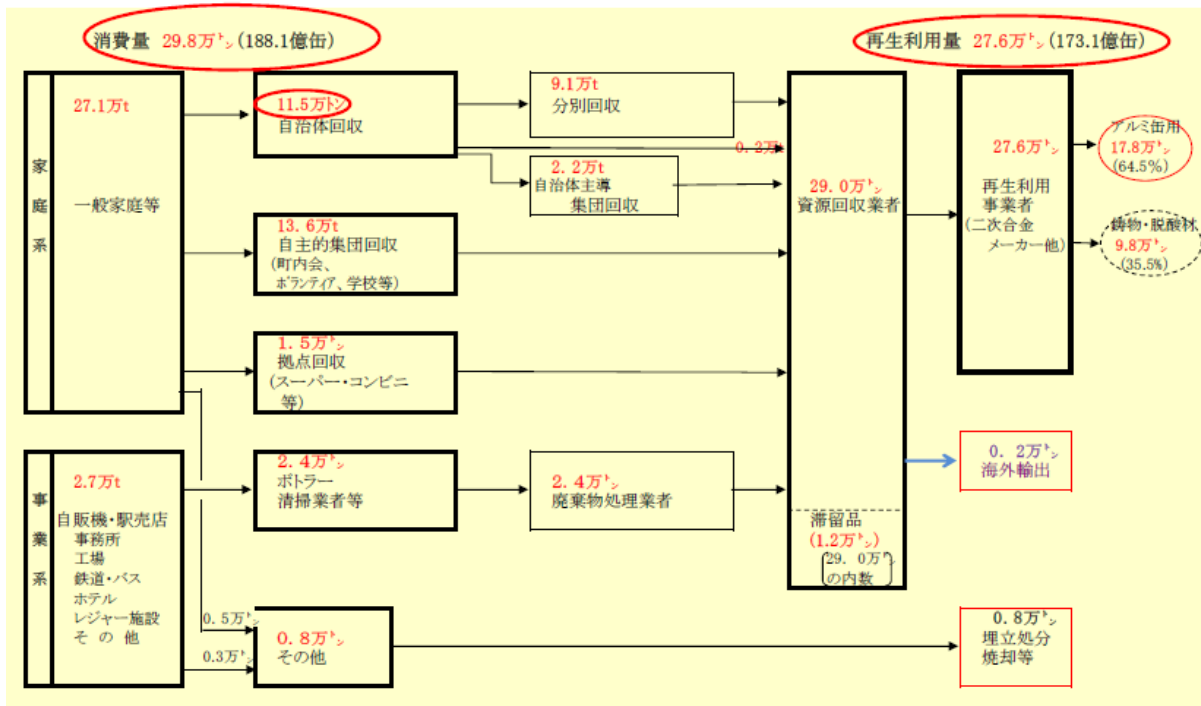 消費量 29.8万㌧(188.1億缶)
再生利用量 27.6万㌧(173.1億缶)
家庭系
27.1万t
一般家庭等
11.5万㌧
自治体回収
9.1万t
分別回収
0.2万t
2.2万t
自治体主導
集団回収
13.6万t
自主的集団回収
(町内会、
ﾎﾞﾗﾝﾃｨｱ、学校等)
1.5万㌧
拠点回収
(スーパー・コンビニ
等)
事業系
2.7万t
自販機・駅売店
事務所
工場
鉄道・バス
ホテル
レジャー施設
その他
2.4万㌧
ボトラー
清掃業者等
2.4万㌧
廃棄物処理業者
0.5万㌧
0.3万㌧
0.8万㌧
その他
29.0万㌧
資源回収業者
滞留品
(1.2万㌧)
29.0万㌧
の内数
27.6万㌧
再生利用
事業者
(二次合金
メーカー他)
アルミ缶用
17.8万㌧
(64.5%)
鋳物・脱酸材
9.8万㌧
(35.5%)
0.2万㌧
海外輸出
0.8万㌧
埋立処分
焼却等